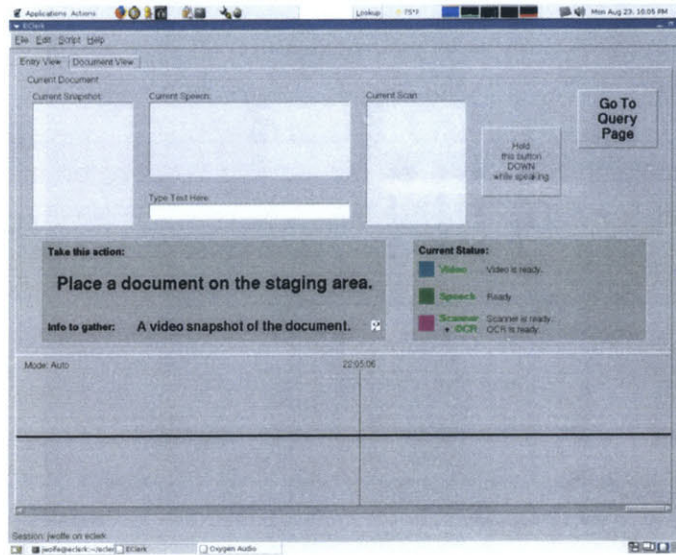 Applications Actions Lookup 75°F Mon Aug 23, 10:05 PM
EClerk
File Edit Script Help
Entry View Document View
Current Document
Current Snapshot: Current Speech: Current Scan:
Go To
Query
Page
Hold
this button
DOWN
while speaking.
Type Text Here:
Take this action:
Place a document on the staging area.
Info to gather: A video snapshot of the document.
Current Status:
Video Video is ready.
Speech Ready
Scanner Scanner is ready.
• OCR OCR is ready.
Mode: Auto 22:05:06
Session: jwolfe on eclerk
jwolfe@eclerk:~/eclerk EClerk Oxygen Audio